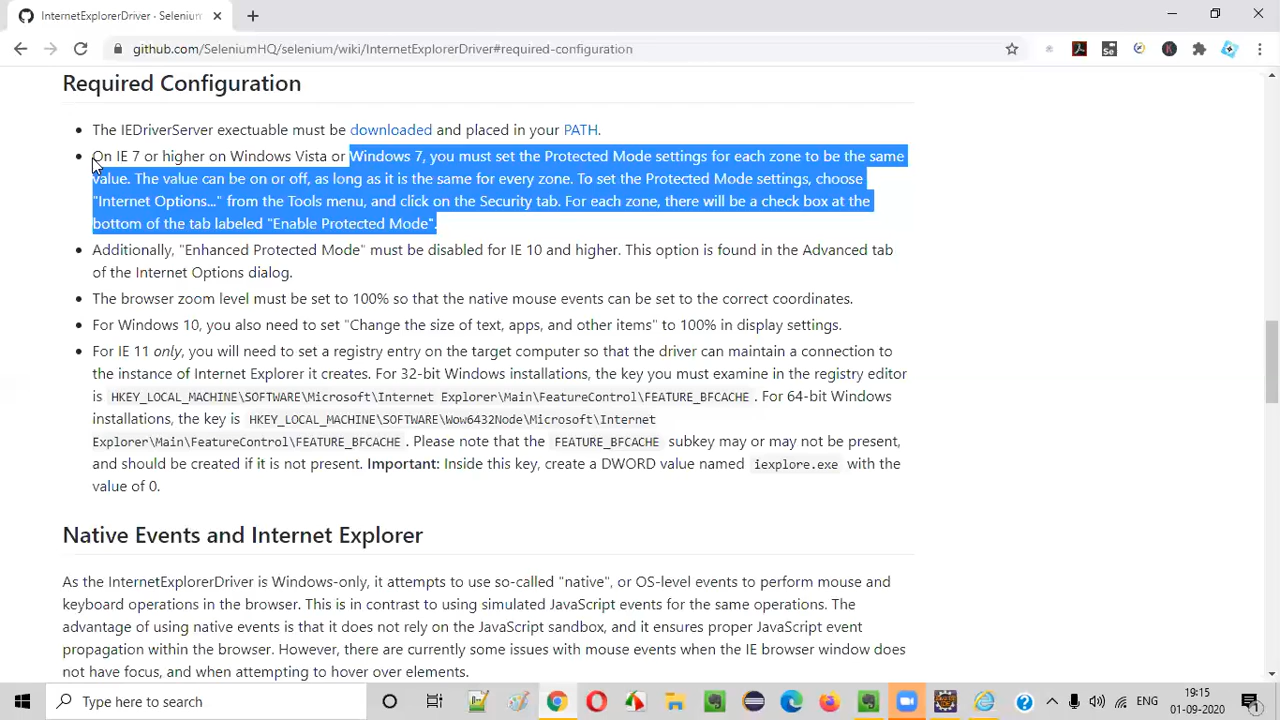 InternetExplorerDriver · Seleniu
github.com/SeleniumHQ/selenium/wiki/InternetExplorerDriver#required-configuration
Required Configuration
The IEDriverServer exectuable must be downloaded and placed in your PATH.
On IE 7 or higher on Windows Vista or Windows 7, you must set the Protected Mode settings for each zone to be the same
value. The value can be on or off, as long as it is the same for every zone. To set the Protected Mode settings, choose
"Internet Options..." from the Tools menu, and click on the Security tab. For each zone, there will be a check box at the
bottom of the tab labeled "Enable Protected Mode".
Additionally, "Enhanced Protected Mode" must be disabled for IE 10 and higher. This option is found in the Advanced tab
of the Internet Options dialog.
The browser zoom level must be set to 100% so that the native mouse events can be set to the correct coordinates.
For Windows 10, you also need to set "Change the size of text, apps, and other items" to 100% in display settings.
For IE 11 only, you will need to set a registry entry on the target computer so that the driver can maintain a connection to
the instance of Internet Explorer it creates. For 32-bit Windows installations, the key you must examine in the registry editor
is HKEY_LOCAL_MACHINE\SOFTWARE\Microsoft\Internet Explorer\Main\FeatureControl\FEATURE_BFCACHE . For 64-bit Windows
installations, the key is HKEY_LOCAL_MACHINE\SOFTWARE\Wow6432Node\Microsoft\Internet
Explorer\Main\FeatureControl\FEATURE_BFCACHE . Please note that the FEATURE_BFCACHE subkey may or may not be present,
and should be created if it is not present. Important: Inside this key, create a DWORD value named iexplore.exe with the
value of 0.
Native Events and Internet Explorer
As the InternetExplorerDriver is Windows-only, it attempts to use so-called "native", or OS-level events to perform mouse and
keyboard operations in the browser. This is in contrast to using simulated JavaScript events for the same operations. The
advantage of using native events is that it does not rely on the JavaScript sandbox, and it ensures proper JavaScript event
propagation within the browser. However, there are currently some issues with mouse events when the IE browser window does
not have focus, and when attempting to hover over elements.
Type here to search
ENG
19:15
01-09-2020